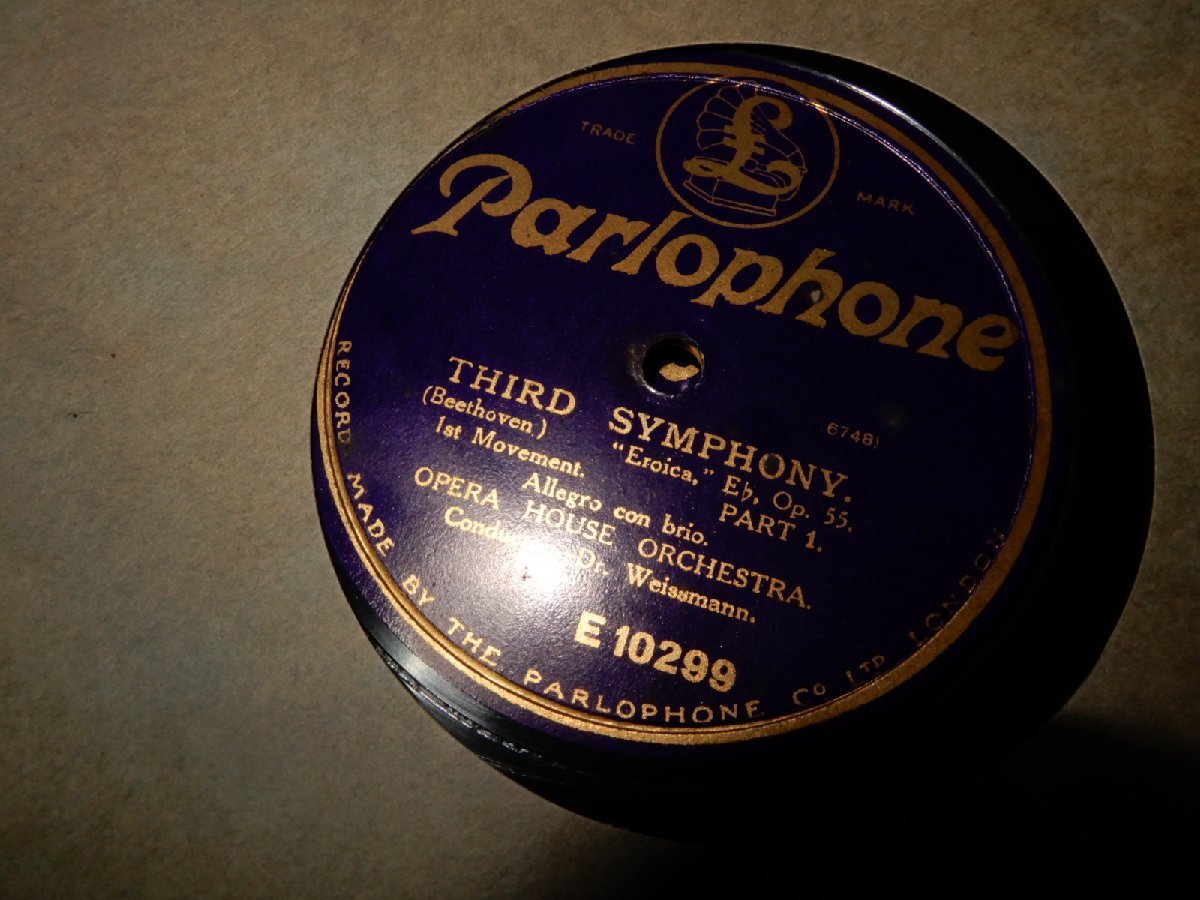 TRADE MARK
£
Parlophone
6748
THIRD SYMPHONY.
(Beethoven) "Eroica," E♭, Op. 55.
1st Movement. PART 1.
Allegro con brio.
OPERA HOUSE ORCHESTRA.
Dr. Weissmann.
E 10299
RECORD MADE BY THE PARLOPHONE Co LTD LONDON